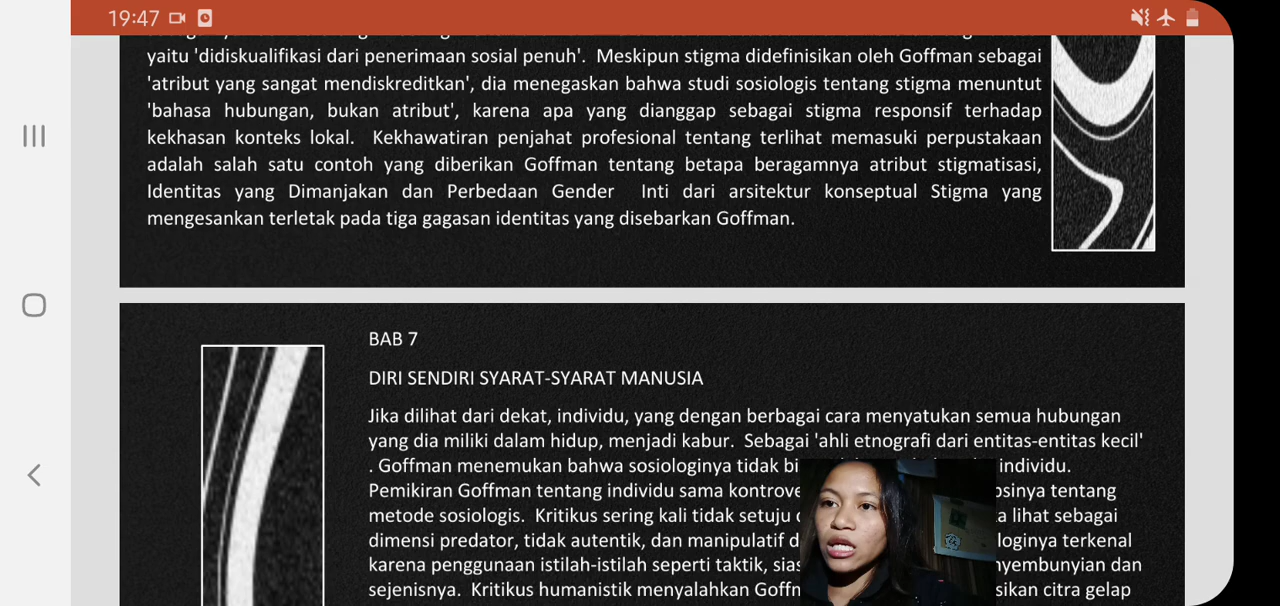 19:47
yaitu 'didiskualifikasi dari penerimaan sosial penuh'. Meskipun stigma didefinisikan oleh Goffman sebagai
'atribut yang sangat mendiskreditkan', dia menegaskan bahwa studi sosiologis tentang stigma menuntut
'bahasa hubungan, bukan atribut', karena apa yang dianggap sebagai stigma responsif terhadap
kekhasan konteks lokal. Kekhawatiran penjahat profesional tentang terlihat memasuki perpustakaan
adalah salah satu contoh yang diberikan Goffman tentang betapa beragamnya atribut stigmatisasi,
Identitas yang Dimanjakan dan Perbedaan Gender Inti dari arsitektur konseptual Stigma yang
mengesankan terletak pada tiga gagasan identitas yang disebarkan Goffman.
BAB 7
DIRI SENDIRI SYARAT-SYARAT MANUSIA
Jika dilihat dari dekat, individu, yang dengan berbagai cara menyatukan semua hubungan
yang dia miliki dalam hidup, menjadi kabur. Sebagai 'ahli etnografi dari entitas-entitas kecil'
. Goffman menemukan bahwa sosiologinya tidak individu.
Pemikiran Goffman tentang individu sama tentang
metode sosiologis. Kritikus sering kali tidak setuju lihat sebagai
dimensi predator, tidak autentik, dan manipulatif terkenal
karena penggunaan istilah-istilah seperti taktik, dan
sejenisnya. Kritikus humanistik menyalahkan citra gelap